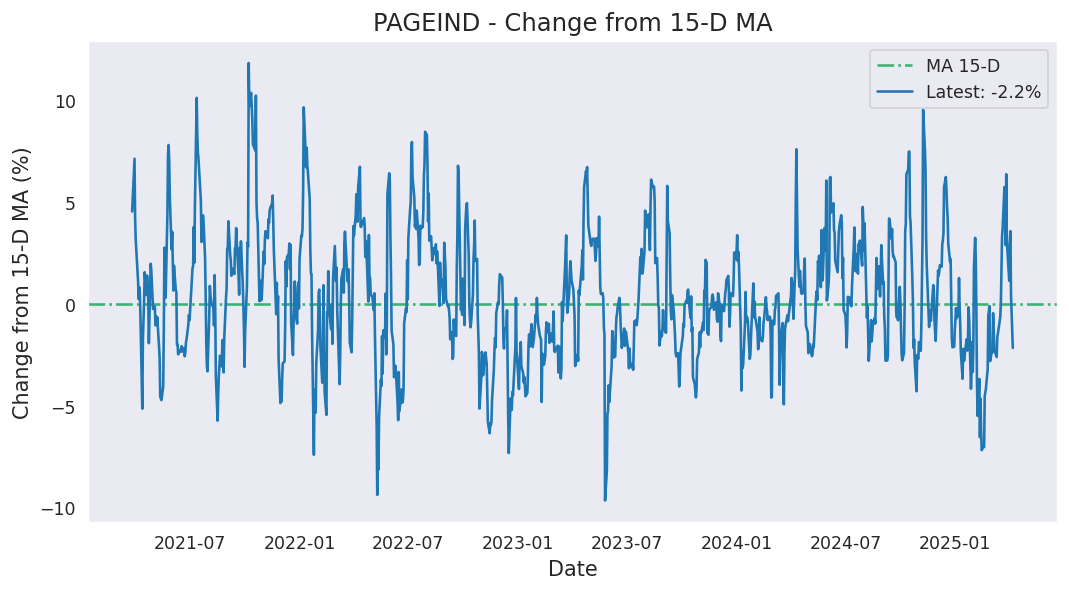 PAGEIND - Change from 15-D MA
MA 15-D
Latest: -2.2%
Change from 15-D MA (%)
10
5
0
−5
−10
2021-07
2022-01
2022-07
2023-01
2023-07
2024-01
2024-07
2025-01
Date